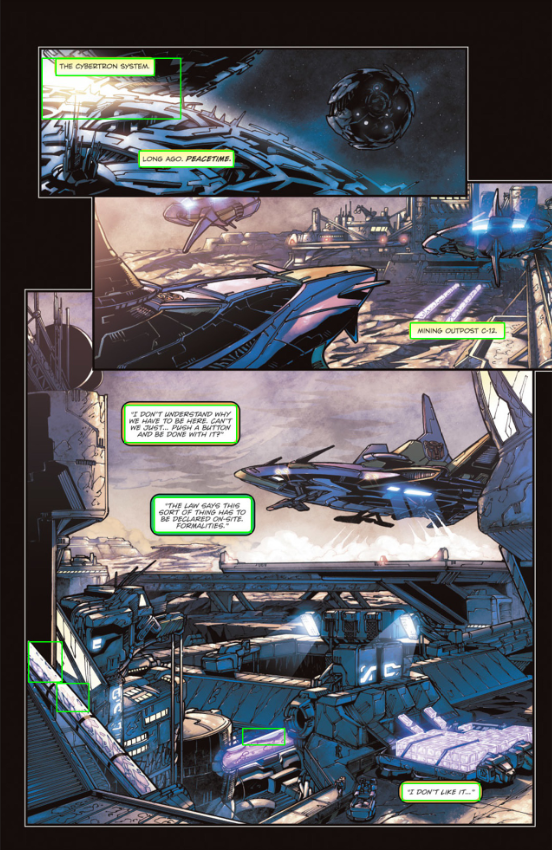 THE CYBERTRON SYSTEM.
LONG AGO. PEACETIME.
MINING OUTPOST C-12.
"I DON'T UNDERSTAND WHY
WE HAVE TO BE HERE. CAN'T
WE JUST... PUSH A BUTTON
AND BE DONE WITH IT?"
"THE LAW SAYS THIS
SORT OF THING HAS TO
BE DECLARED ON-SITE.
FORMALITIES."
"I DON'T LIKE IT..."